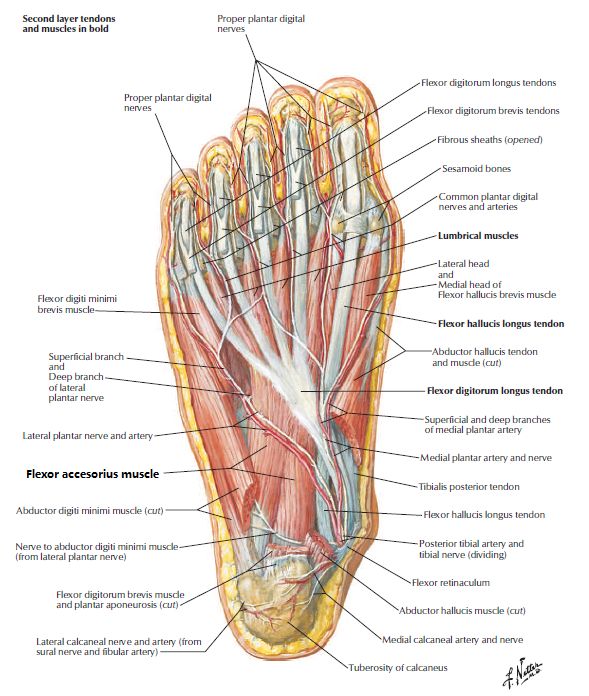 Second layer tendons
and muscles in bold
Proper plantar digital
nerves
Proper plantar digital
nerves
Flexor digitorum longus tendons
Flexor digitorum brevis tendons
Fibrous sheaths (opened)
Sesamoid bones
Common plantar digital
nerves and arteries
Lumbrical muscles
Lateral head
and
Medial head of
Flexor hallucis brevis muscle
Flexor hallucis longus tendon
Abductor hallucis tendon
and muscle (cut)
Flexor digitorum longus tendon
Superficial and deep branches
of medial plantar artery
Medial plantar artery and nerve
Tibialis posterior tendon
Flexor hallucis longus tendon
Posterior tibial artery and
tibial nerve (dividing)
Flexor retinaculum
Abductor hallucis muscle (cut)
Medial calcaneal artery and nerve
Tuberosity of calcaneus
Flexor digiti minimi
brevis muscle
Superficial branch
and
Deep branch
of lateral
plantar nerve
Lateral plantar nerve and artery
Flexor accesorius muscle
Abductor digiti minimi muscle (cut)
Nerve to abductor digiti minimi muscle
(from lateral plantar nerve)
Flexor digitorum brevis muscle
and plantar aponeurosis (cut)
Lateral calcaneal nerve and artery (from
sural nerve and fibular artery)
F. Netter
M.D.